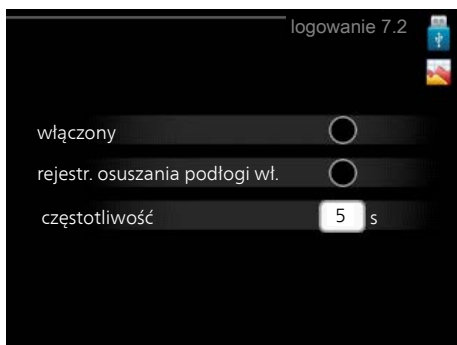 logowanie 7.2
włączony
rejestr. osuszania podłogi wł.
częstotliwość 5 s